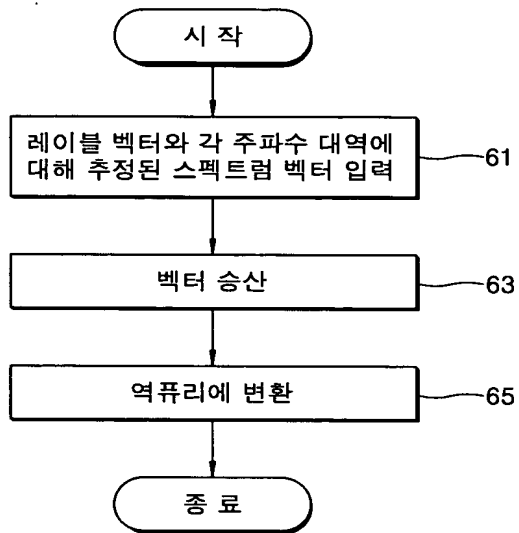 시 작
레이블 벡터와 각 주파수 대역에
대해 추정된 스펙트럼 벡터 입력
61
벡터 승산
63
역퓨리에 변환
65
종 료